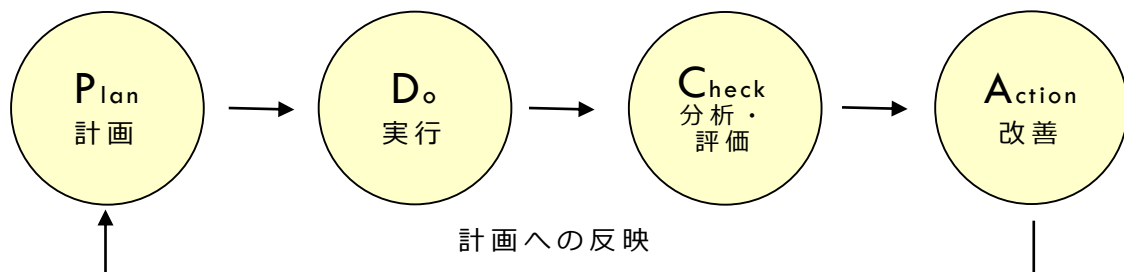 Plan
計画
Do
実行
Check
分析・
評価
Action
改善
計画への反映